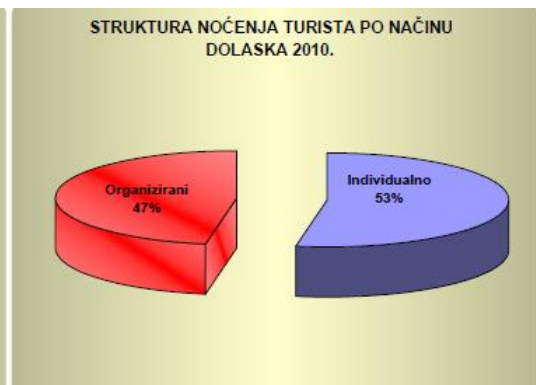 STRUKTURA NOĆENJA TURISTA PO NAČINU
DOLASKA 2010.
Organizirani
47%
Individualno
53%